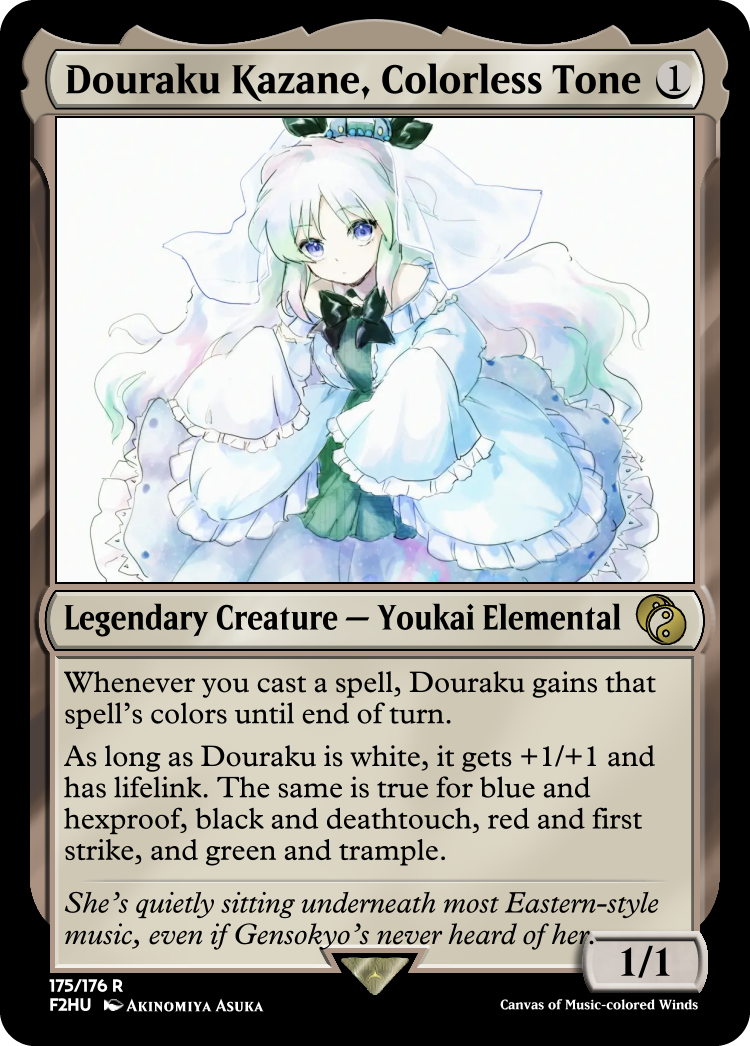 Douraku Kazane, Colorless Tone 1
Legendary Creature — Youkai Elemental
Whenever you cast a spell, Douraku gains that
spell's colors until end of turn.
As long as Douraku is white, it gets +1/+1 and
has lifelink. The same is true for blue and
hexproof, black and deathtouch, red and first
strike, and green and trample.
She's quietly sitting underneath most Eastern-style
music, even if Gensokyo's never heard of her.
1/1
175/176 R
F2HU Akinomiya Asuka
Canvas of Music-colored Winds